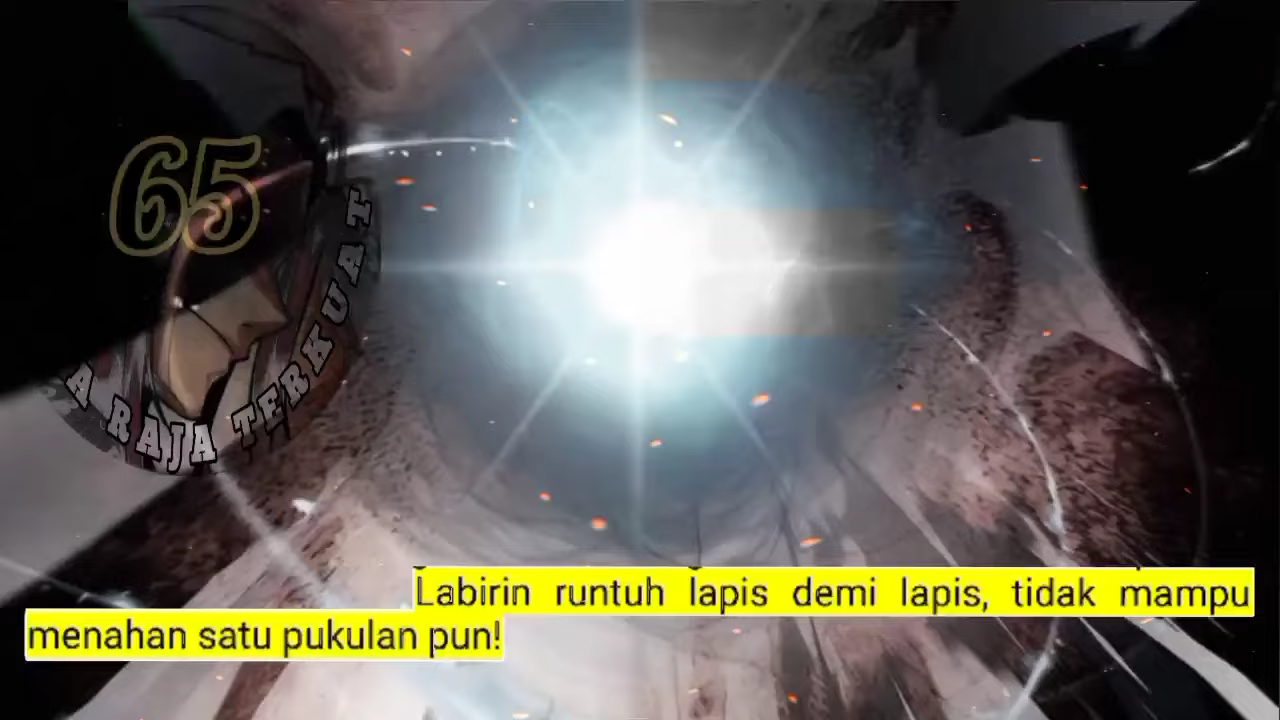 65
A RAJA TERKUAT
Labirin runtuh lapis demi lapis, tidak mampu
menahan satu pukulan pun!